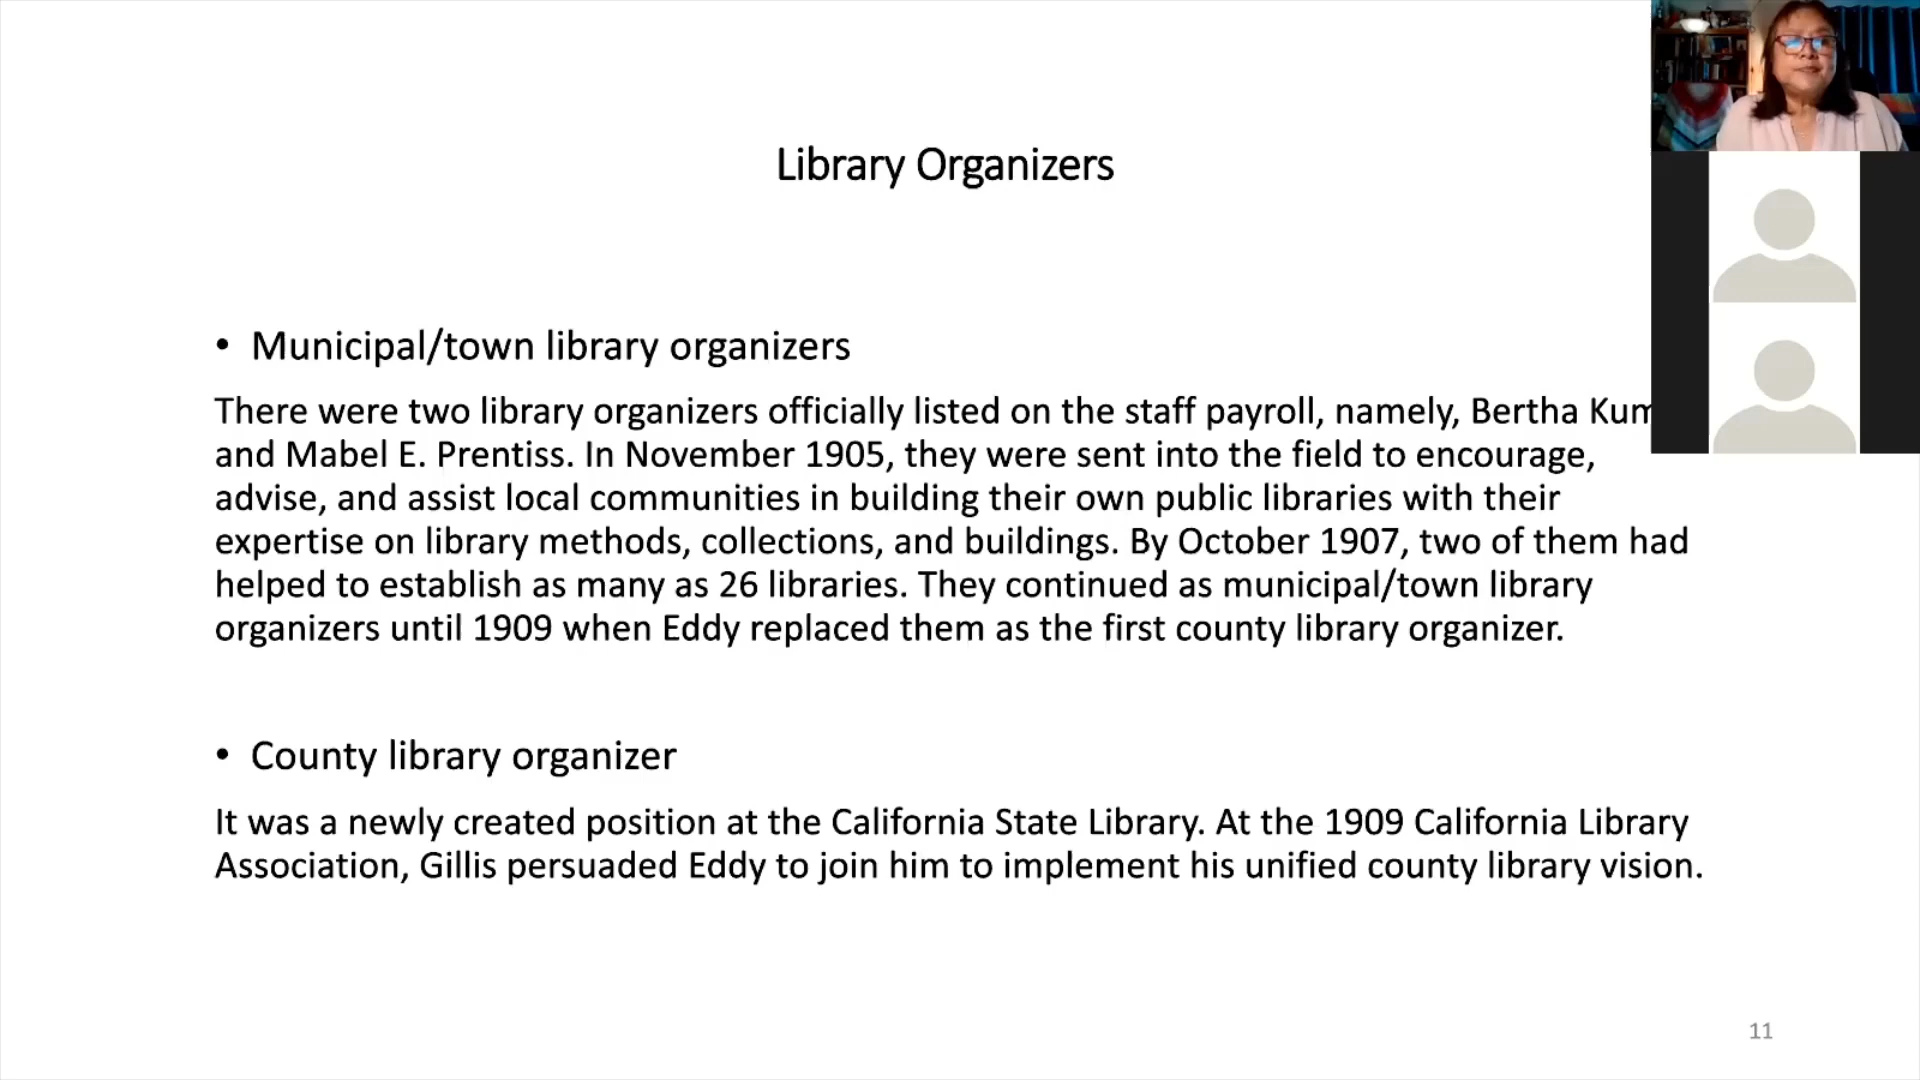 Library Organizers
• Municipal/town library organizers
There were two library organizers officially listed on the staff payroll, namely, Bertha
and Mabel E. Prentiss. In November 1905, they were sent into the field to encourage,
advise, and assist local communities in building their own public libraries with their
expertise on library methods, collections, and buildings. By October 1907, two of them had
helped to establish as many as 26 libraries. They continued as municipal/town library
organizers until 1909 when Eddy replaced them as the first county library organizer.
• County library organizer
It was a newly created position at the California State Library. At the 1909 California Library
Association, Gillis persuaded Eddy to join him to implement his unified county library vision.
11